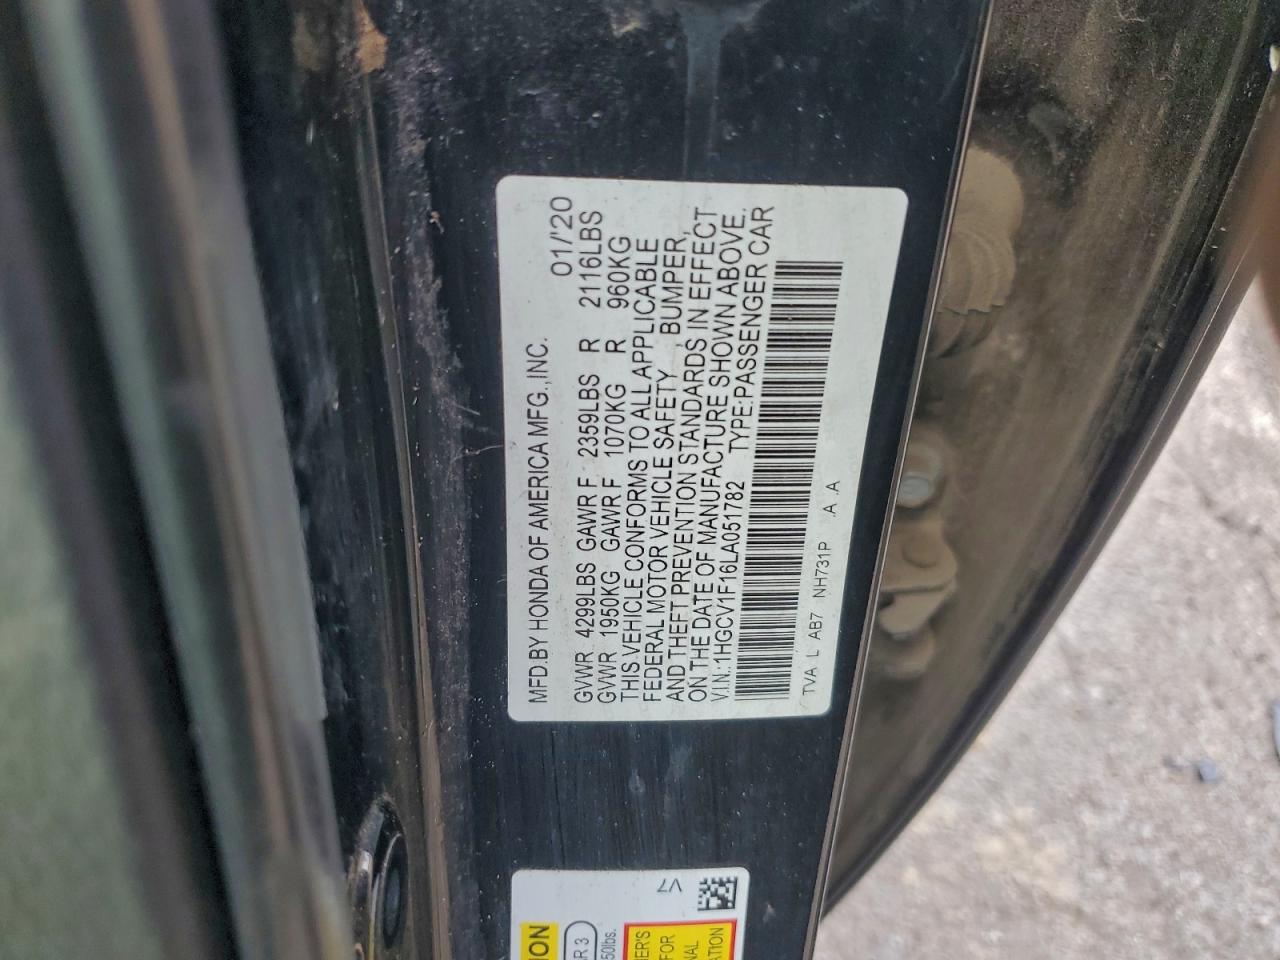 MFD.BY HONDA OF AMERICA MFG.,INC. 01/'20
GVWR 4299LBS GAWR F 2359LBS R 2116LBS
GVWR 1950KG GAWR F 1070KG R 960KG
THIS VEHICLE CONFORMS TO ALL APPLICABLE
FEDERAL MOTOR VEHICLE SAFETY , BUMPER,
AND THEFT PREVENTION STANDARDS IN EFFECT
ON THE DATE OF MANUFACTURE SHOWN ABOVE.
V.I.N.:1HGCV1F16LA051782 TYPE:PASSENGER CAR
TVA L AB7 NH731P .A .A
V7